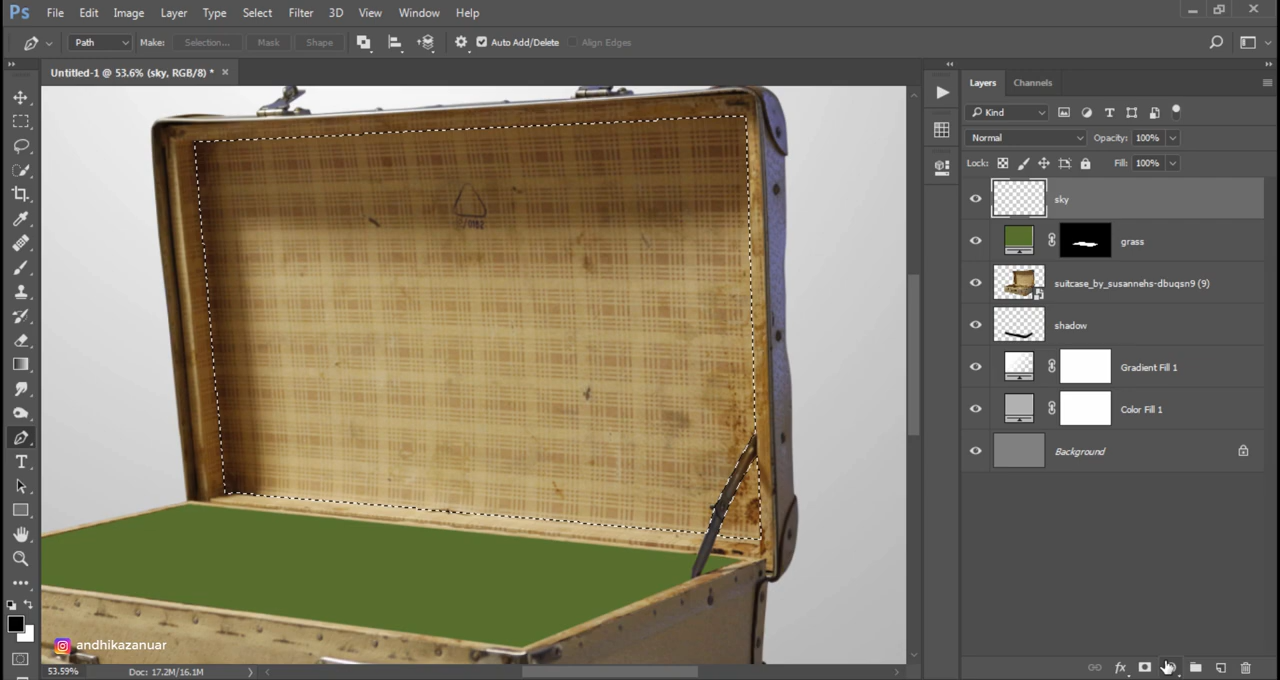 Ps File Edit Image Layer Type Select Filter 3D View Window Help
Path Make: Selection... Mask Shape Auto Add/Delete Align Edges
Untitled-1 @ 53.6% (sky, RGB/8) *
Layers Channels
Kind
Normal Opacity: 100%
Lock: Fill: 100%
sky
grass
suitcase_by_susannehs-dbuqsn9 (9)
shadow
Gradient Fill 1
Color Fill 1
Background
andhikazanuar
53.59% Doc: 17.2M/16.1M